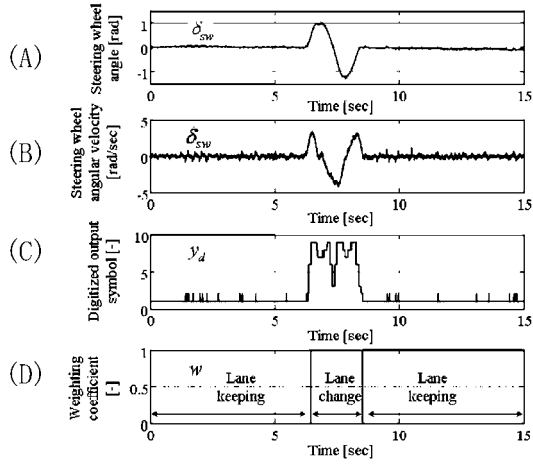 (A)
Steering wheel
angle [rad]
1
0
-1
δsw
0 5 10 15
Time [sec]
(B)
Steering wheel
angular velocity
[rad/sec]
5
0
-5
δsw
0 5 10 15
Time [sec]
(C)
Digitized output
symbol [-]
10
5
0
yd
0 5 10 15
Time [sec]
(D)
Weighting
coefficient
[-]
1
0.5
0
w
Lane
keeping
Lane
change
Lane
keeping
0 5 10 15
Time [sec]